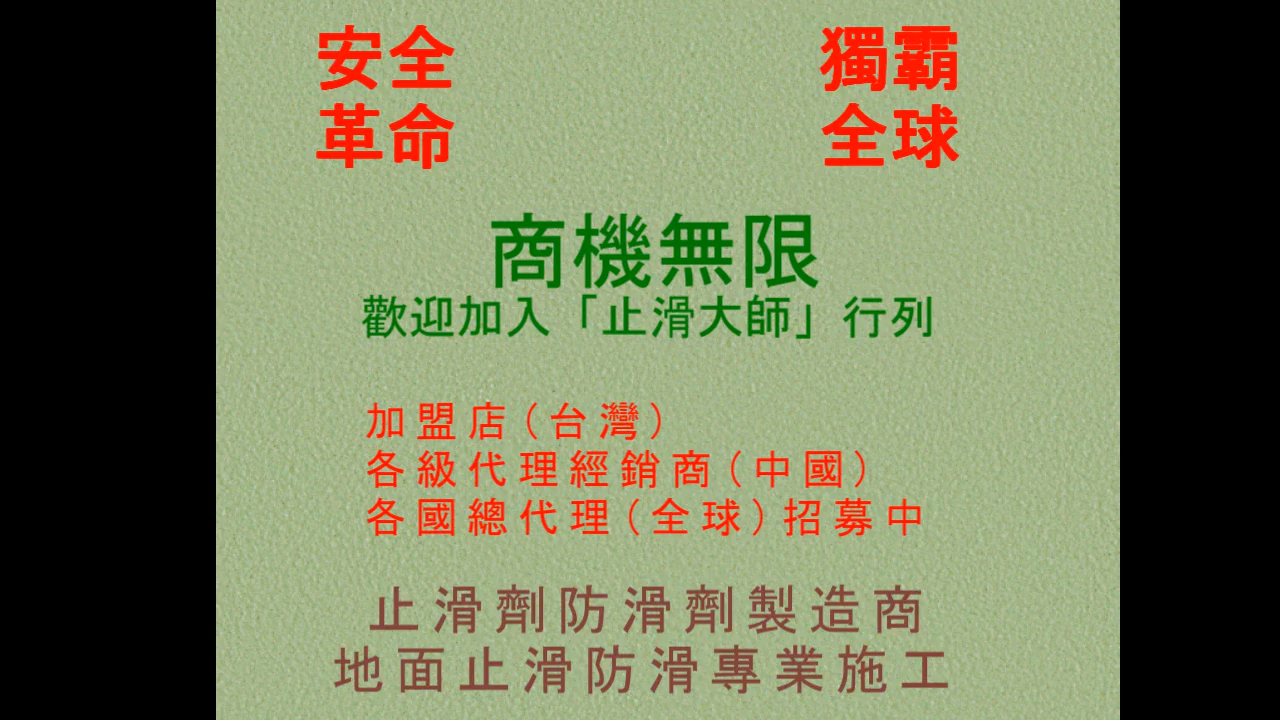 安全
革命
獨霸
全球
商機無限
歡迎加入「止滑大師」行列
加盟店(台灣)
各級代理經銷商(中國)
各國總代理(全球)招募中
止滑劑防滑劑製造商
地面止滑防滑專業施工